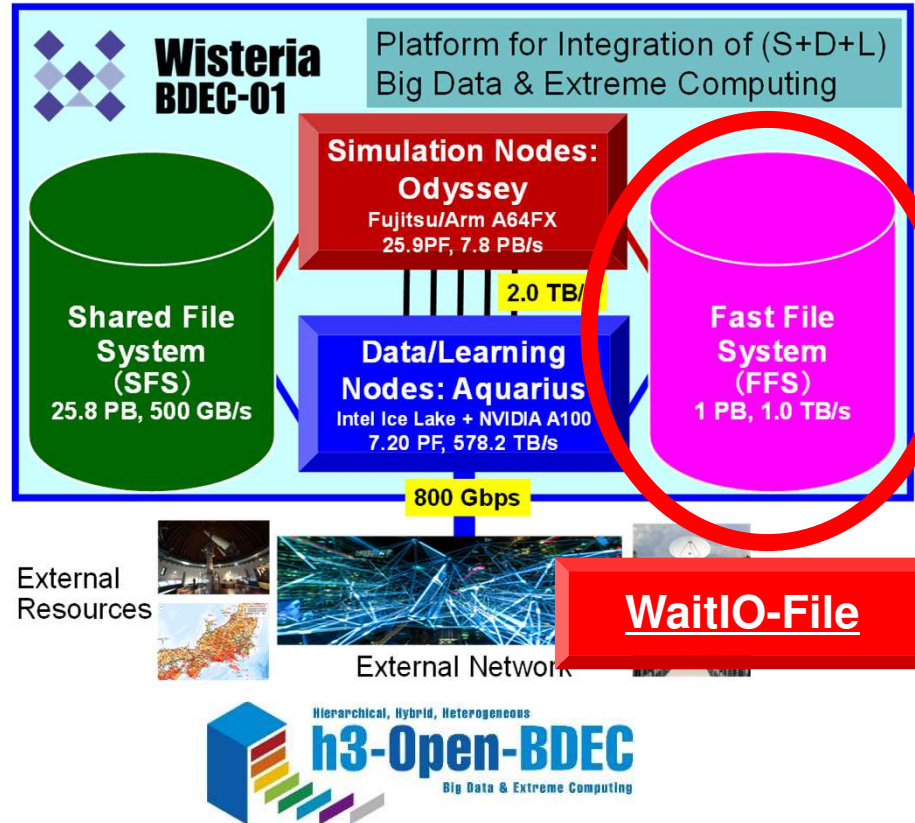 Wisteria
BDEC-01
Platform for Integration of (S+D+L)
Big Data & Extreme Computing
Simulation Nodes:
Odyssey
Fujitsu/Arm A64FX
25.9PF, 7.8 PB/s
2.0 TB/
Shared File
System
(SFS)
25.8 PB, 500 GB/s
Data/Learning
Nodes: Aquarius
Intel Ice Lake + NVIDIA A100
7.20 PF, 578.2 TB/s
Fast File
System
(FFS)
1 PB, 1.0 TB/s
800 Gbps
External
Resources
WaitIO-File
External Network
Hierarchical, Hybrid, Heterogeneous
h3-Open-BDEC
Big Data & Extreme Computing